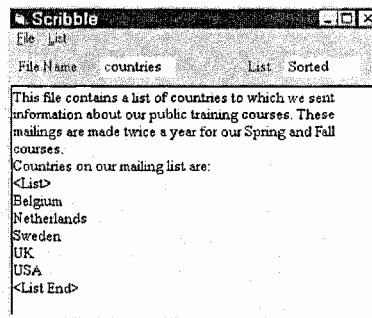 Scribble
File List
File Name countries List Sorted
This file contains a list of countries to which we sent
information about our public training courses. These
mailings are made twice a year for our Spring and Fall
courses.
Countries on our mailing list are:
<List>
Belgium
Netherlands
Sweden
UK
USA
<List End>